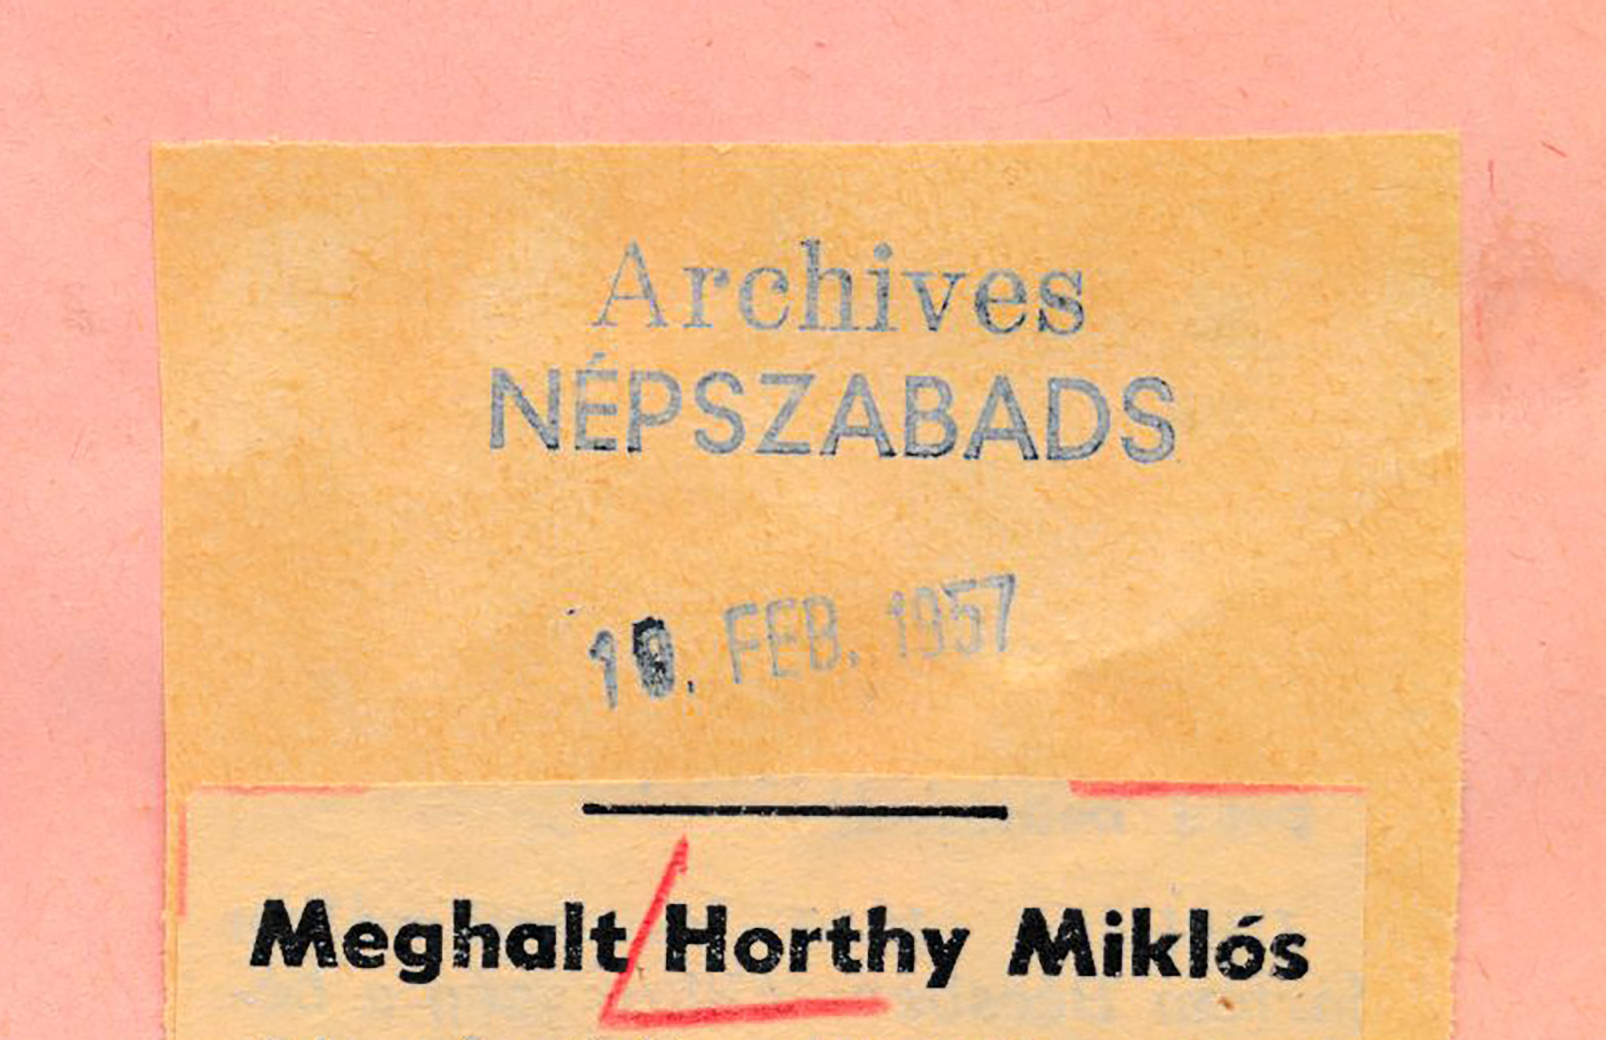 Archives
NÉPSZABADS
FEB. 1957
Meghalt Horthy Miklós